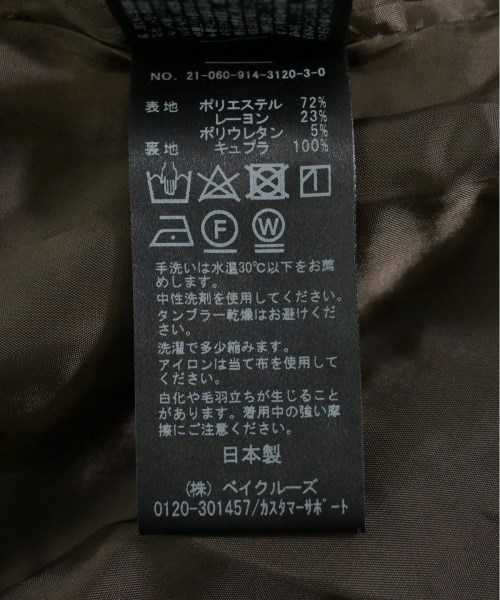 NO. 21-060-914-3120-3-0
表地 ポリエステル 72%
レーヨン 23%
ポリウレタン 5%
裏地 キュプラ 100%
F W
手洗いは水温30℃以下をお薦
めします。
中性洗剤を使用してください。
タンブラー乾燥はお避けくだ
さい。
洗濯で多少縮みます。
アイロンは当て布を使用して
ください。
白化や毛羽立ちが生じること
があります。着用中の強い摩
擦にご注意ください。
日本製
(株) ベイクルーズ
0120-301457/カスタマーサポート